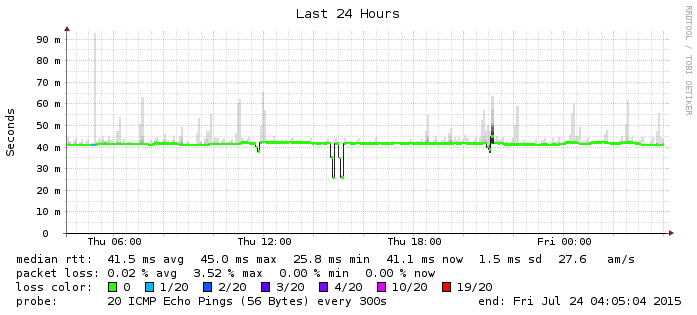 Last 24 Hours
RRDTOOL / TOBI OETIKER
Seconds
90 m
80 m
70 m
60 m
50 m
40 m
30 m
20 m
10 m
0
Thu 06:00 Thu 12:00 Thu 18:00 Fri 00:00
median rtt: 41.5 ms avg 45.0 ms max 25.8 ms min 41.1 ms now 1.5 ms sd 27.6 am/s
packet loss: 0.02 % avg 3.52 % max 0.00 % min 0.00 % now
loss color: 0 1/20 2/20 3/20 4/20 10/20 19/20
probe: 20 ICMP Echo Pings (56 Bytes) every 300s end: Fri Jul 24 04:05:04 2015